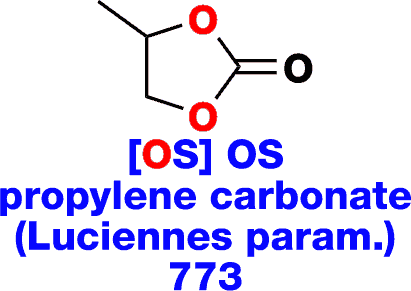 O
O
O
[OS] OS
propylene carbonate
(Luciennes param.)
773